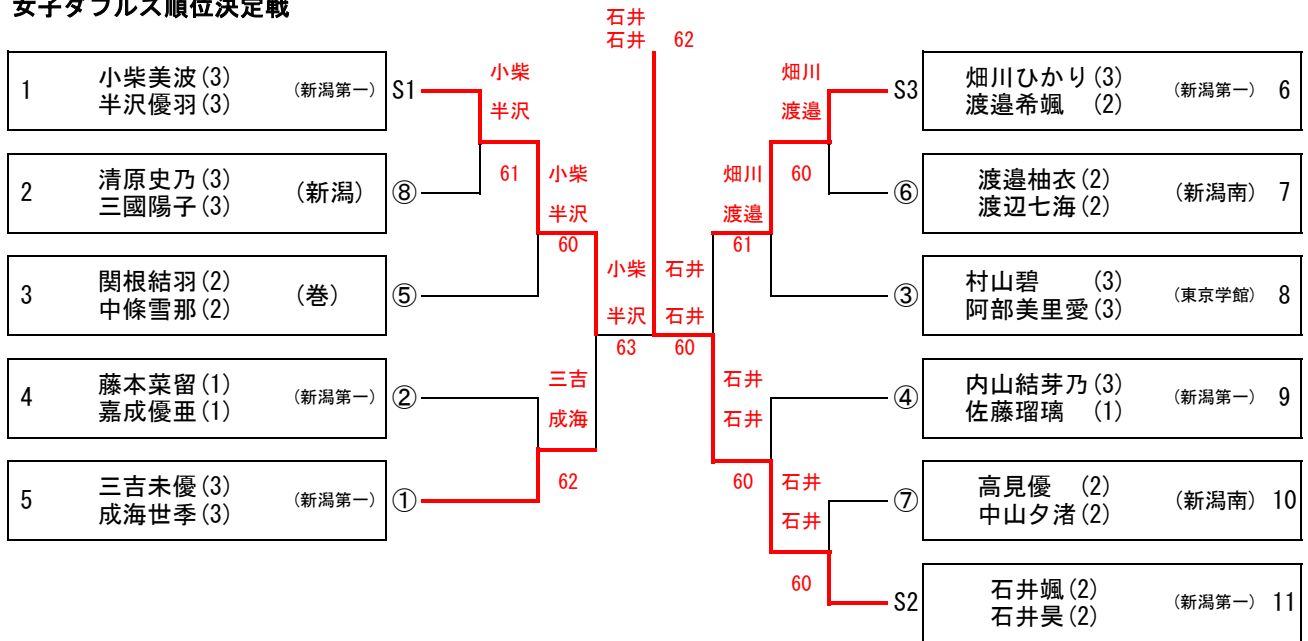 女子ダブルス順位決定戦
石井
石井 62
1 小柴美波(3) 半沢優羽(3) (新潟第一) S1
2 清原史乃(3) 三國陽子(3) (新潟) ⑧
3 関根結羽(2) 中條雪那(2) (巻) ⑤
4 藤本菜留(1) 嘉成優亜(1) (新潟第一) ②
5 三吉未優(3) 成海世季(3) (新潟第一) ①
小柴
半沢
61
小柴
半沢
60
三吉
成海
62
小柴
半沢
63
石井
石井
60
畑川
渡邉
60
畑川
渡邉
61
石井
石井
60
石井
石井
60
S3 畑川ひかり(3) 渡邉希颯 (2) (新潟第一) 6
⑥ 渡邉柚衣(2) 渡辺七海(2) (新潟南) 7
③ 村山碧 (3) 阿部美里愛(3) (東京学館) 8
④ 内山結芽乃(3) 佐藤瑠璃 (1) (新潟第一) 9
⑦ 高見優 (2) 中山夕渚(2) (新潟南) 10
S2 石井颯(2) 石井昊(2) (新潟第一) 11